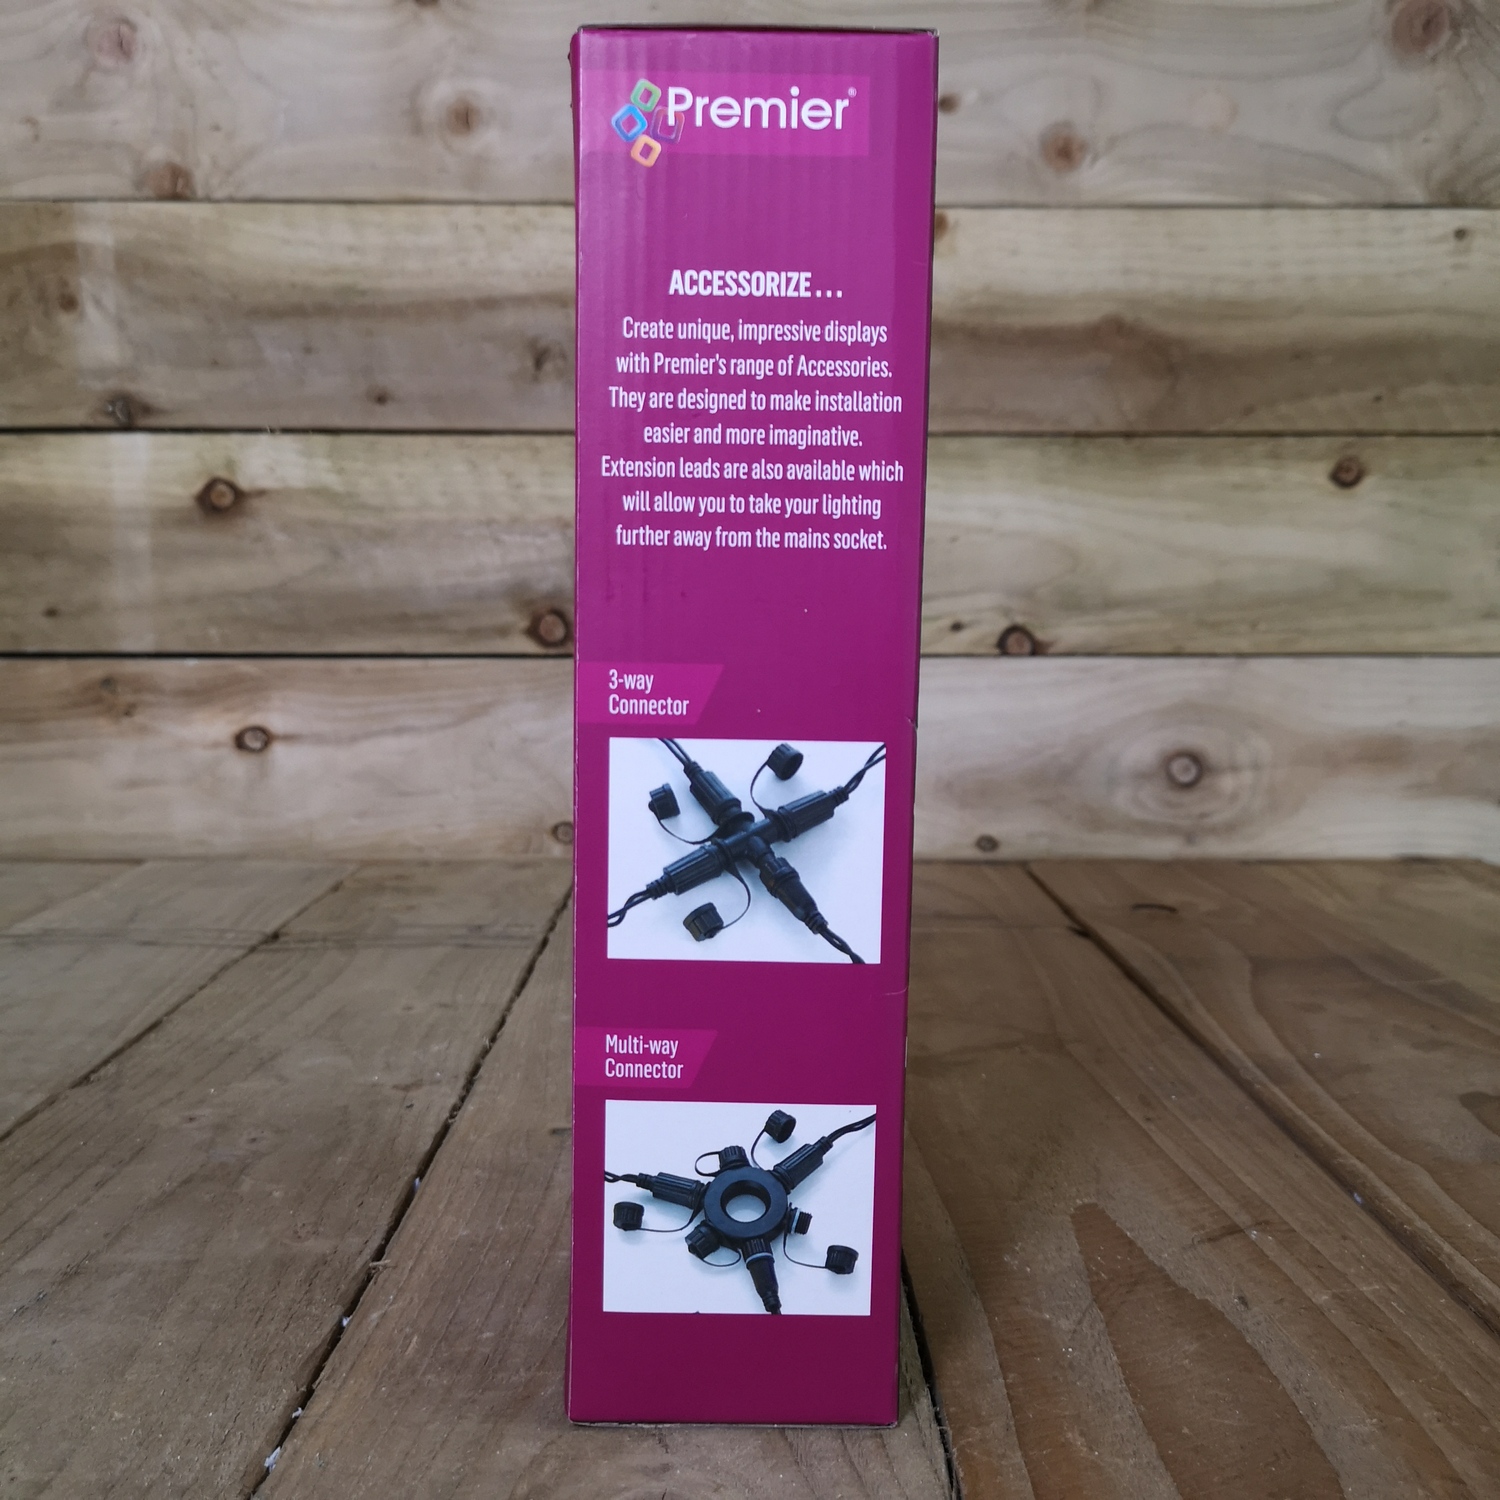 Premier®
ACCESSORIZE...
Create unique, impressive displays
with Premier's range of Accessories.
They are designed to make installation
easier and more imaginative.
Extension leads are also available which
will allow you to take your lighting
further away from the mains socket.
3-way
Connector
Multi-way
Connector